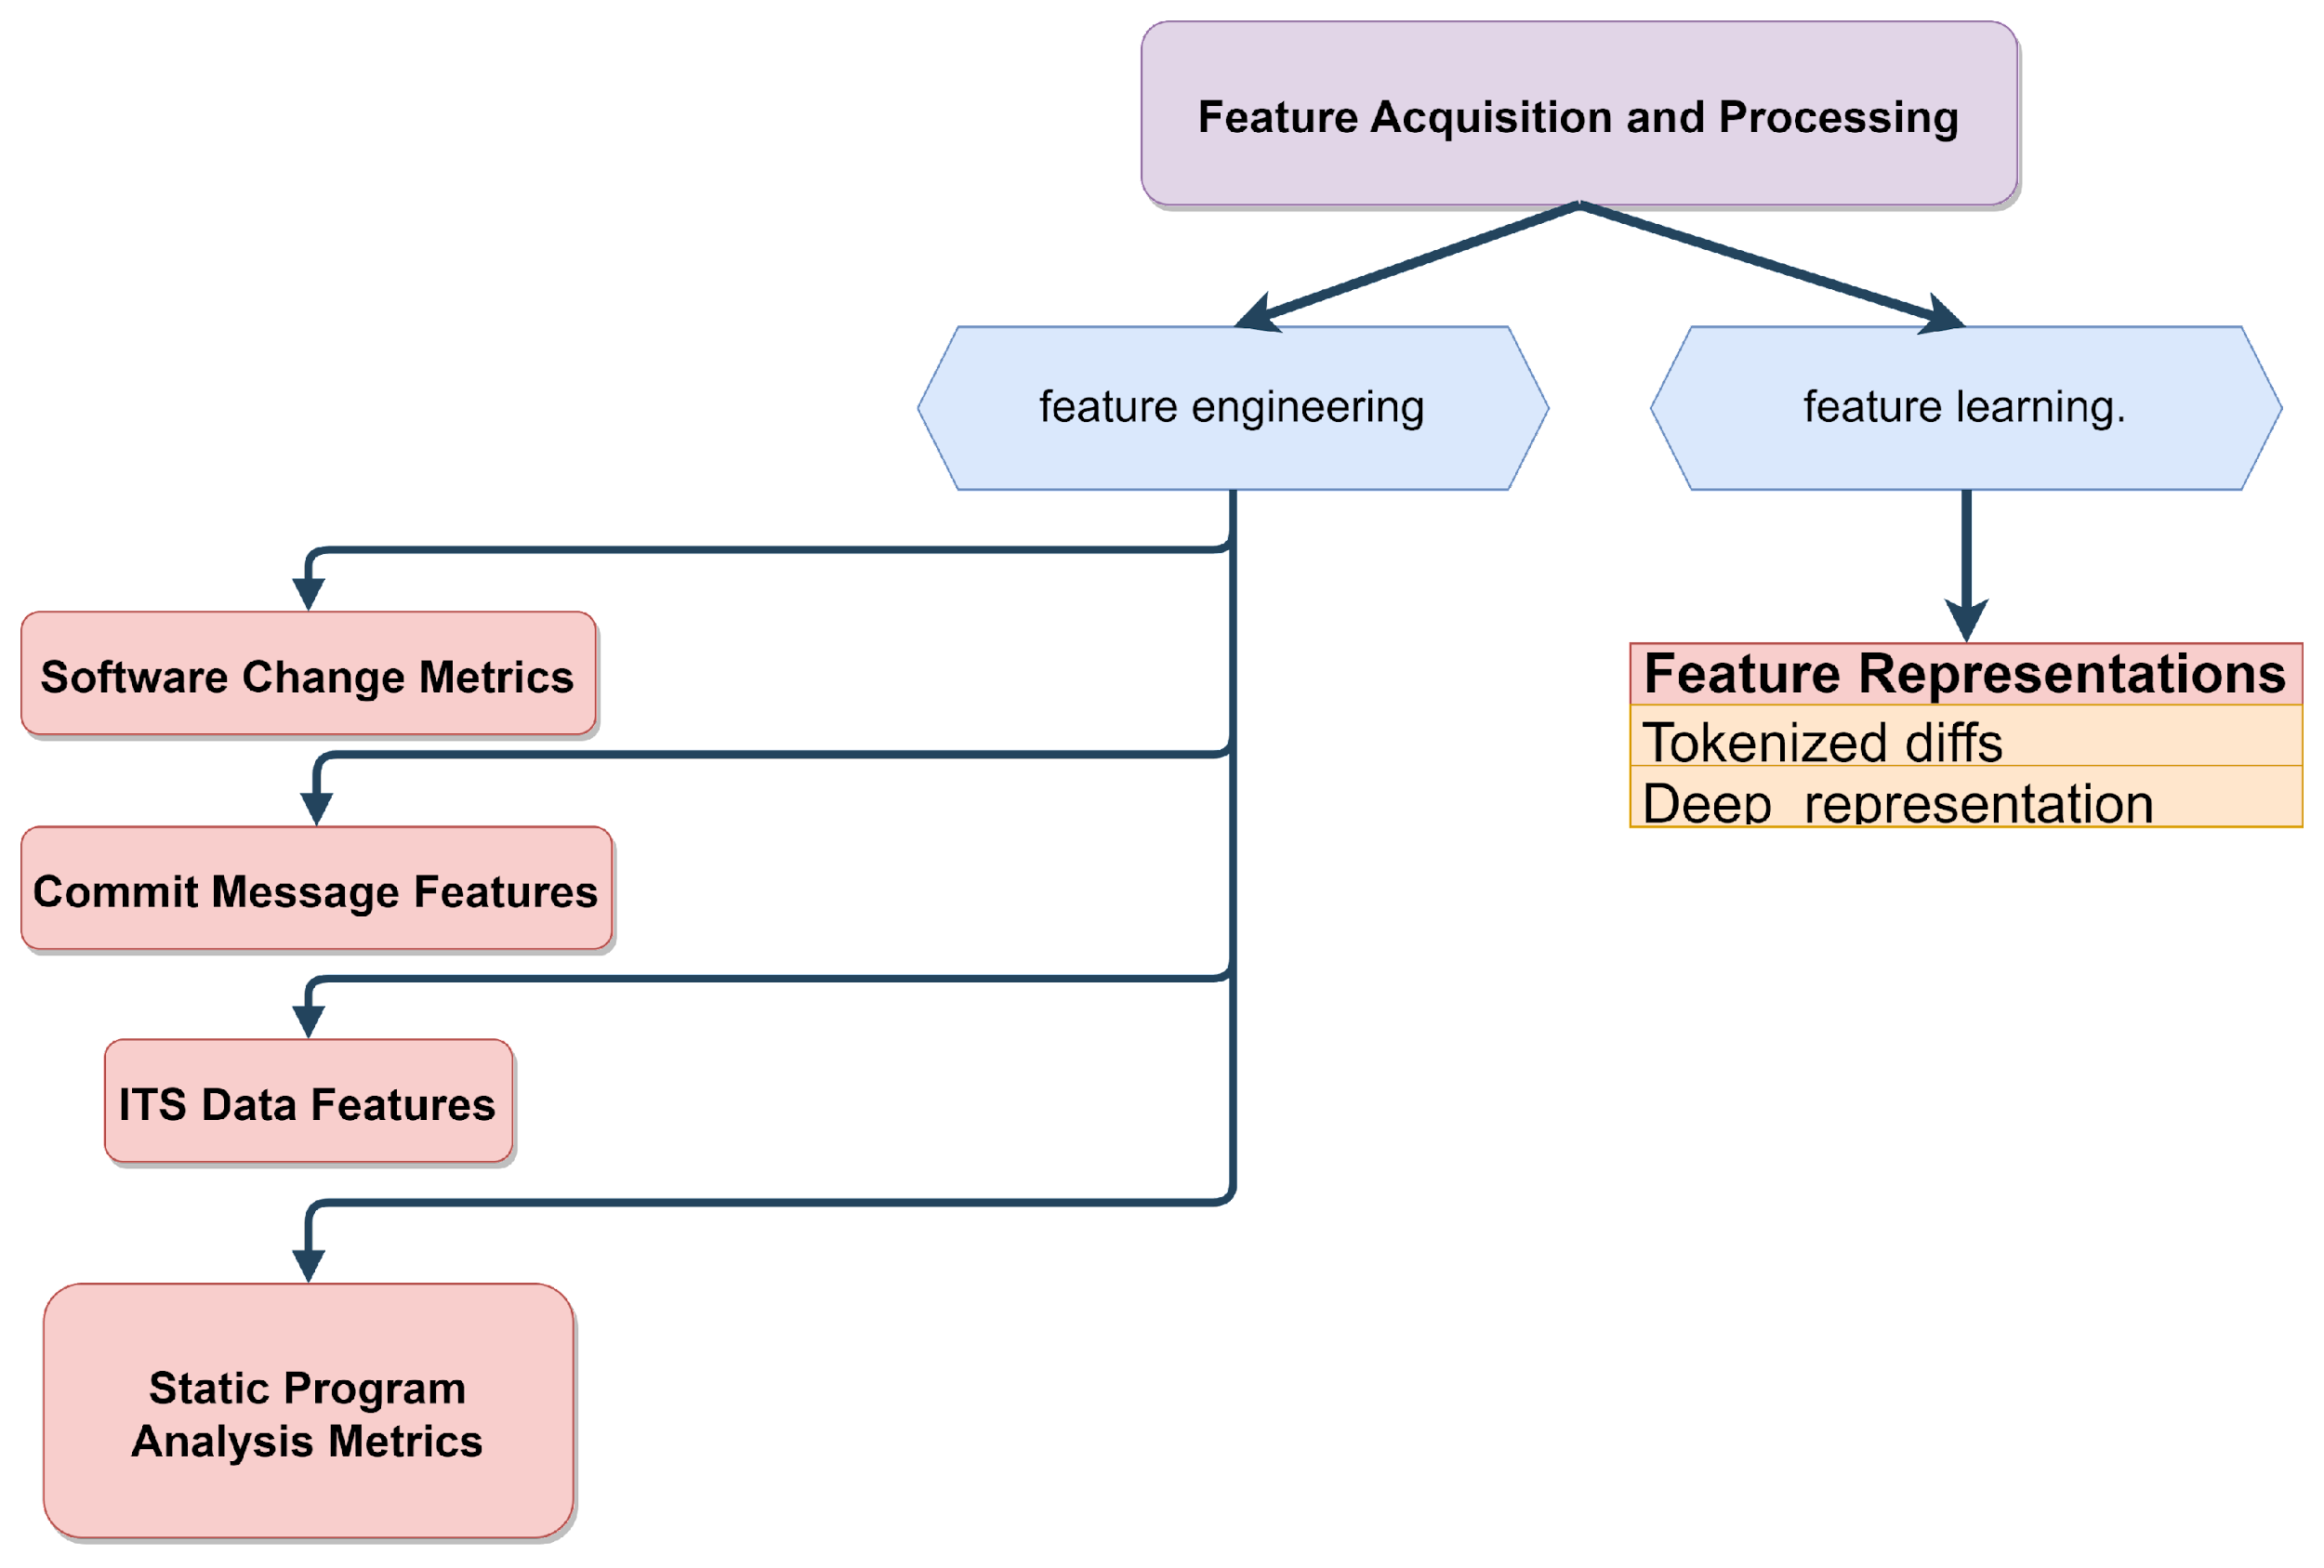 Feature Acquisition and Processing
feature engineering
feature learning.
Software Change Metrics
Commit Message Features
ITS Data Features
Static Program
Analysis Metrics
Feature Representations
Tokenized diffs
Deep representation